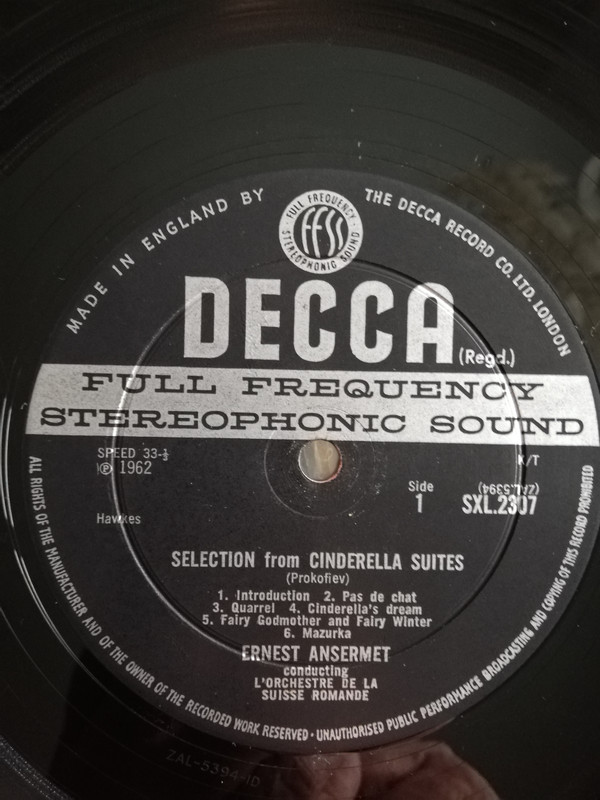 MADE IN ENGLAND BY
THE DECCA RECORD CO. LTD. LONDON
FULL FREQUENCY
ffss
STEREOPHONIC SOUND
DECCA
(Regd.)
FULL FREQUENCY
STEREOPHONIC SOUND
SPEED 33-⅓
℗ 1962
K/T
(ZAL.5394)
Side
1
SXL.2307
Hawkes
SELECTION from CINDERELLA SUITES
(Prokofiev)
1. Introduction 2. Pas de chat
3. Quarrel 4. Cinderella's dream
5. Fairy Godmother and Fairy Winter
6. Mazurka
ERNEST ANSERMET
conducting
L'ORCHESTRE DE LA
SUISSE ROMANDE
ALL RIGHTS OF THE MANUFACTURER AND OF THE OWNER OF THE RECORDED WORK RESERVED · UNAUTHORISED PUBLIC PERFORMANCE BROADCASTING AND COPYING OF THIS RECORD PROHIBITED
ZAL-5394-1D